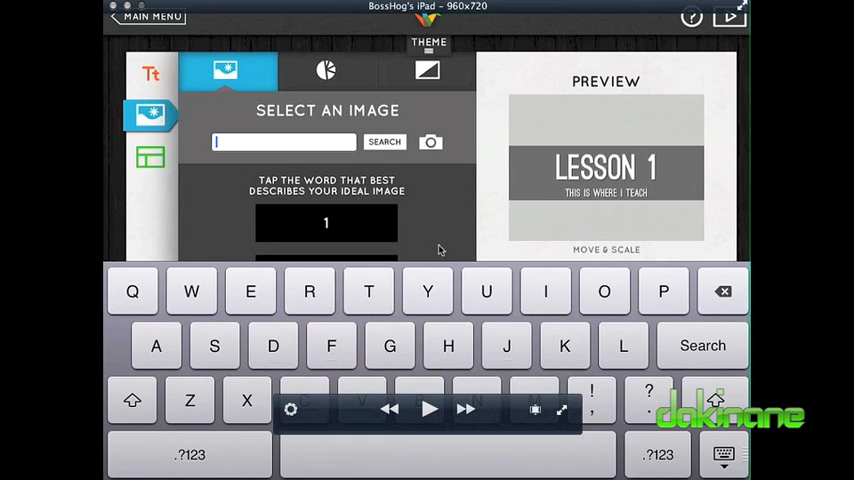 BossHog's iPad - 960x720
MAIN MENU
?
THEME
Tt
SELECT AN IMAGE
SEARCH
TAP THE WORD THAT BEST
DESCRIBES YOUR IDEAL IMAGE
1
PREVIEW
LESSON 1
THIS IS WHERE I TEACH
MOVE & SCALE
Q W E R T Y U I O P
A S D F G H J K L Search
Z X C V B N M ! , ? .
.?123 .?123
dakinane